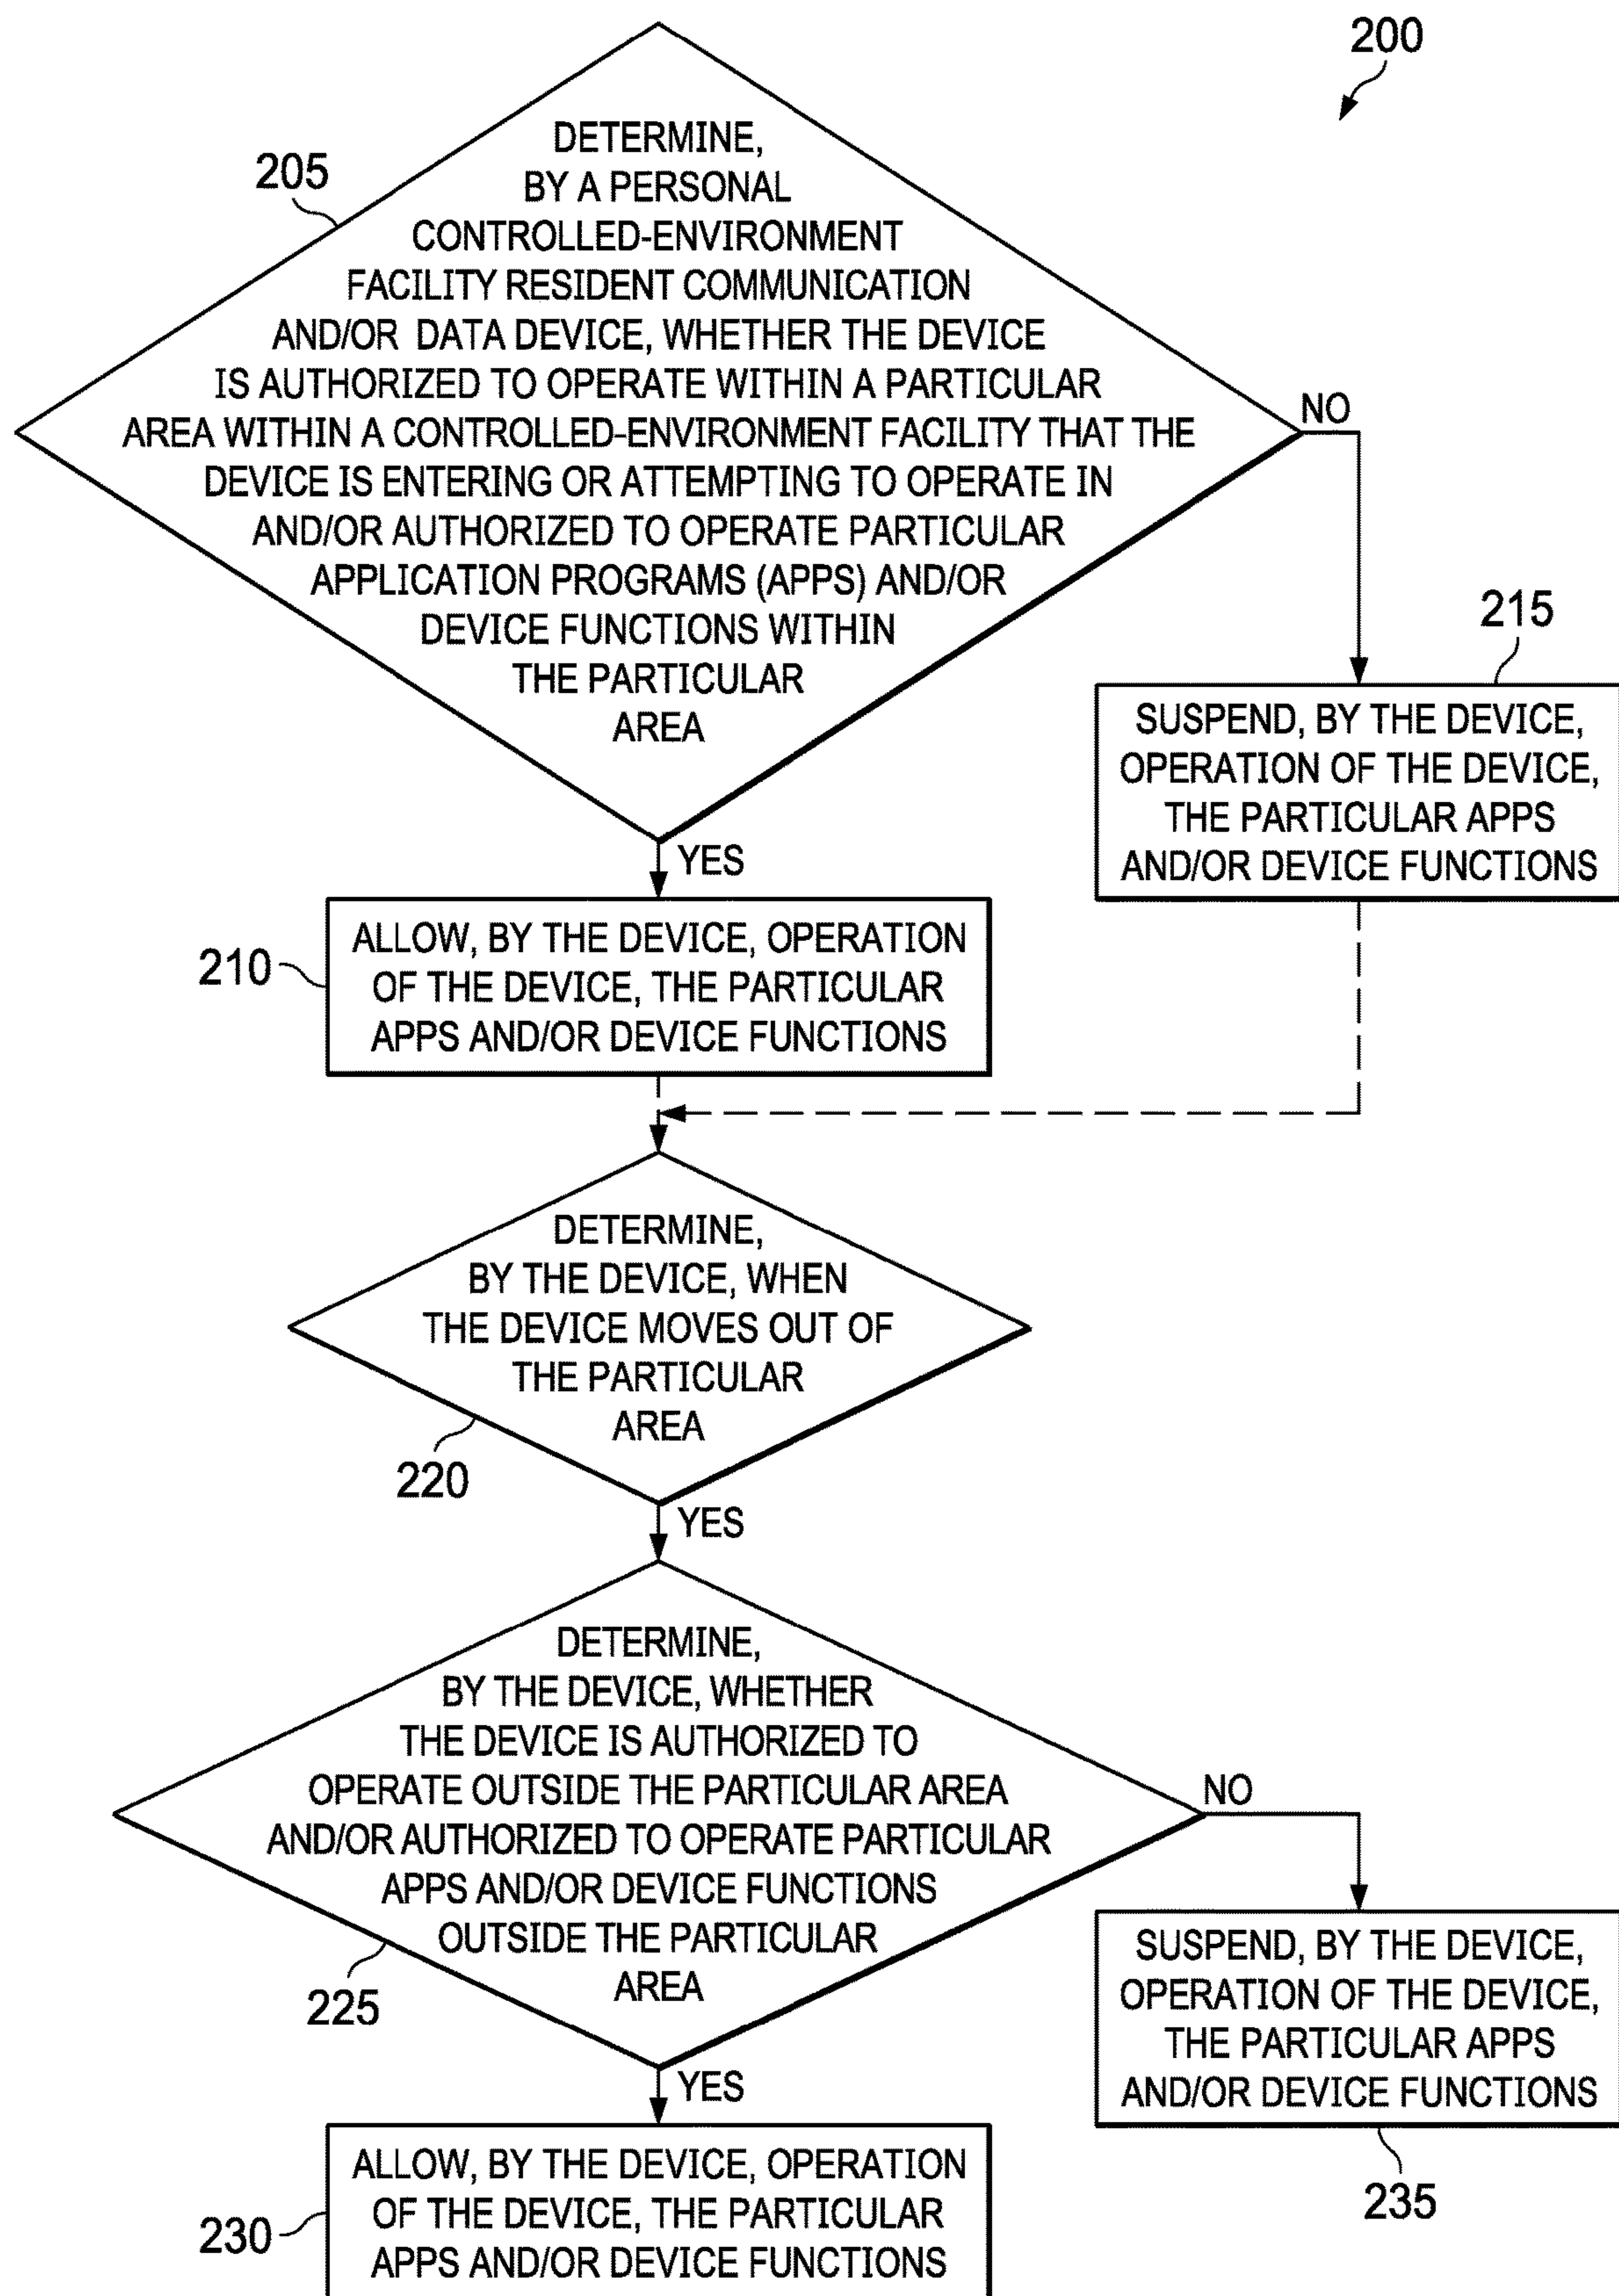 200
205
DETERMINE,
BY A PERSONAL
CONTROLLED-ENVIRONMENT
FACILITY RESIDENT COMMUNICATION
AND/OR DATA DEVICE, WHETHER THE DEVICE
IS AUTHORIZED TO OPERATE WITHIN A PARTICULAR
AREA WITHIN A CONTROLLED-ENVIRONMENT FACILITY THAT THE
DEVICE IS ENTERING OR ATTEMPTING TO OPERATE IN
AND/OR AUTHORIZED TO OPERATE PARTICULAR
APPLICATION PROGRAMS (APPS) AND/OR
DEVICE FUNCTIONS WITHIN
THE PARTICULAR
AREA
NO
YES
215
SUSPEND, BY THE DEVICE,
OPERATION OF THE DEVICE,
THE PARTICULAR APPS
AND/OR DEVICE FUNCTIONS
210
ALLOW, BY THE DEVICE, OPERATION
OF THE DEVICE, THE PARTICULAR
APPS AND/OR DEVICE FUNCTIONS
DETERMINE,
BY THE DEVICE, WHEN
THE DEVICE MOVES OUT OF
THE PARTICULAR
AREA
220
YES
DETERMINE,
BY THE DEVICE, WHETHER
THE DEVICE IS AUTHORIZED TO
OPERATE OUTSIDE THE PARTICULAR AREA
AND/OR AUTHORIZED TO OPERATE PARTICULAR
APPS AND/OR DEVICE FUNCTIONS
OUTSIDE THE PARTICULAR
AREA
225
NO
YES
SUSPEND, BY THE DEVICE,
OPERATION OF THE DEVICE,
THE PARTICULAR APPS
AND/OR DEVICE FUNCTIONS
235
230
ALLOW, BY THE DEVICE, OPERATION
OF THE DEVICE, THE PARTICULAR
APPS AND/OR DEVICE FUNCTIONS